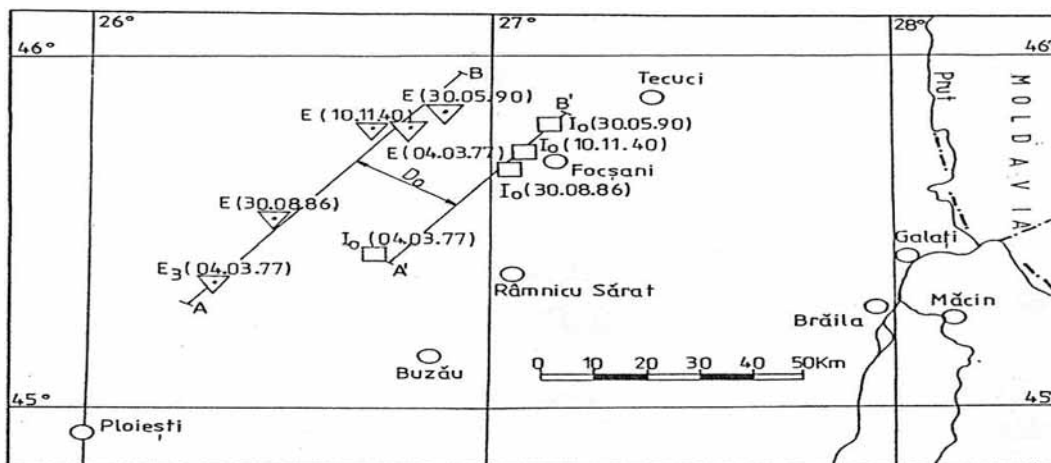 26°
27
28°
46°
46°
B
E (30.05.90)
E (10.11.40)
Tecuci
B'
I₀ (30.05.90)
E (04.03.77)
I₀ (10.11.40)
Focșani
I₀ (30.08.86)
D₀
E (30.08.86)
I₀ (04.03.77)
A'
E₃ (04.03.77)
A
Râmnicu Sărat
Prut
MOLDAVIA
Galați
Brăila
Măcin
Buzău
0 10 20 30 40 50Km
45°
45°
Ploiești